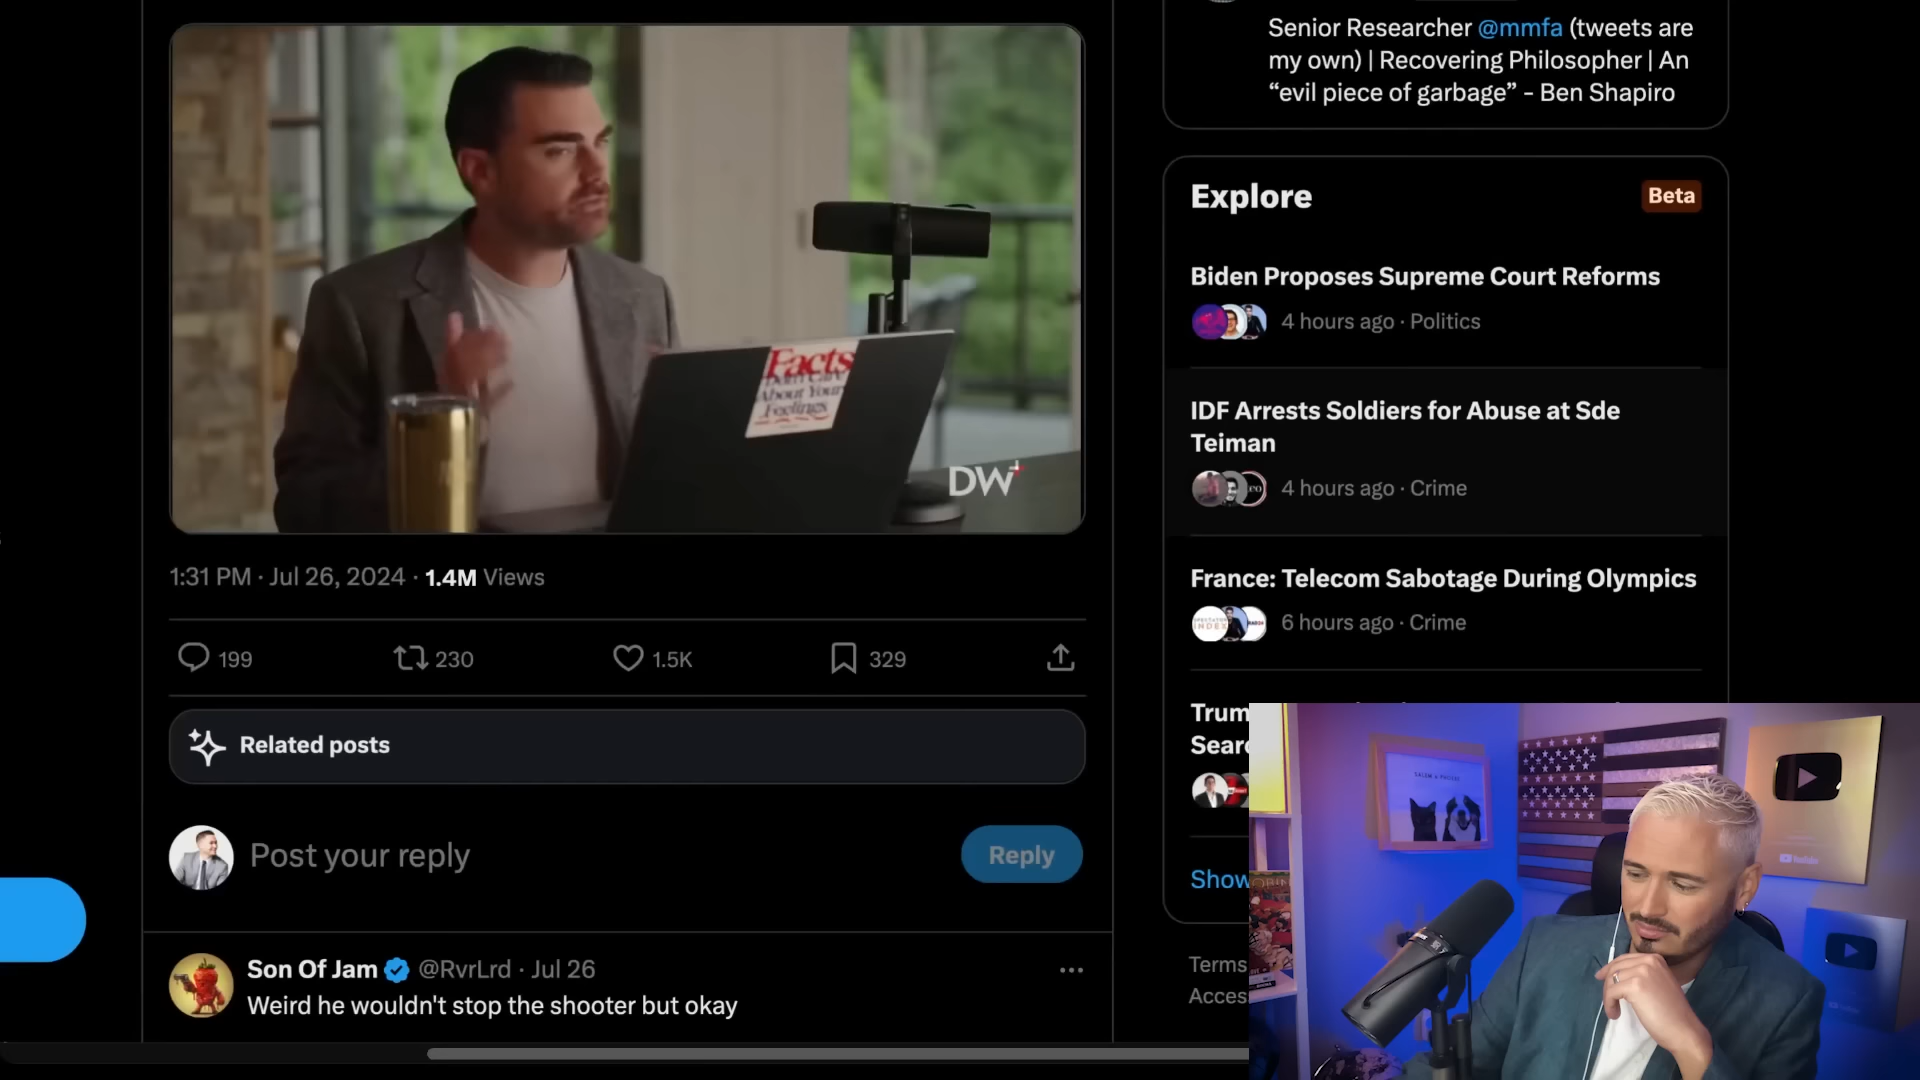 Senior Researcher @mmfa (tweets are
my own) | Recovering Philosopher | An
“evil piece of garbage” - Ben Shapiro
Explore
Beta
Biden Proposes Supreme Court Reforms
4 hours ago · Politics
IDF Arrests Soldiers for Abuse at Sde
Teiman
4 hours ago · Crime
France: Telecom Sabotage During Olympics
6 hours ago · Crime
Facts
Don't Care
About Your
Feelings
DW+
1:31 PM · Jul 26, 2024 · 1.4M Views
199
230
1.5K
329
Related posts
Post your reply
Reply
Son Of Jam @RvrLrd · Jul 26
Weird he wouldn't stop the shooter but okay
Show
Terms
YouTube